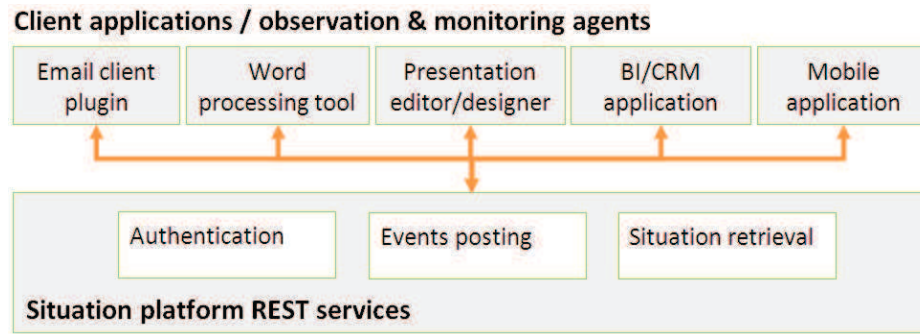 Client applications / observation & monitoring agents
Email client
plugin
Word
processing tool
Presentation
editor/designer
BI/CRM
application
Mobile
application
Authentication
Events posting
Situation retrieval
Situation platform REST services